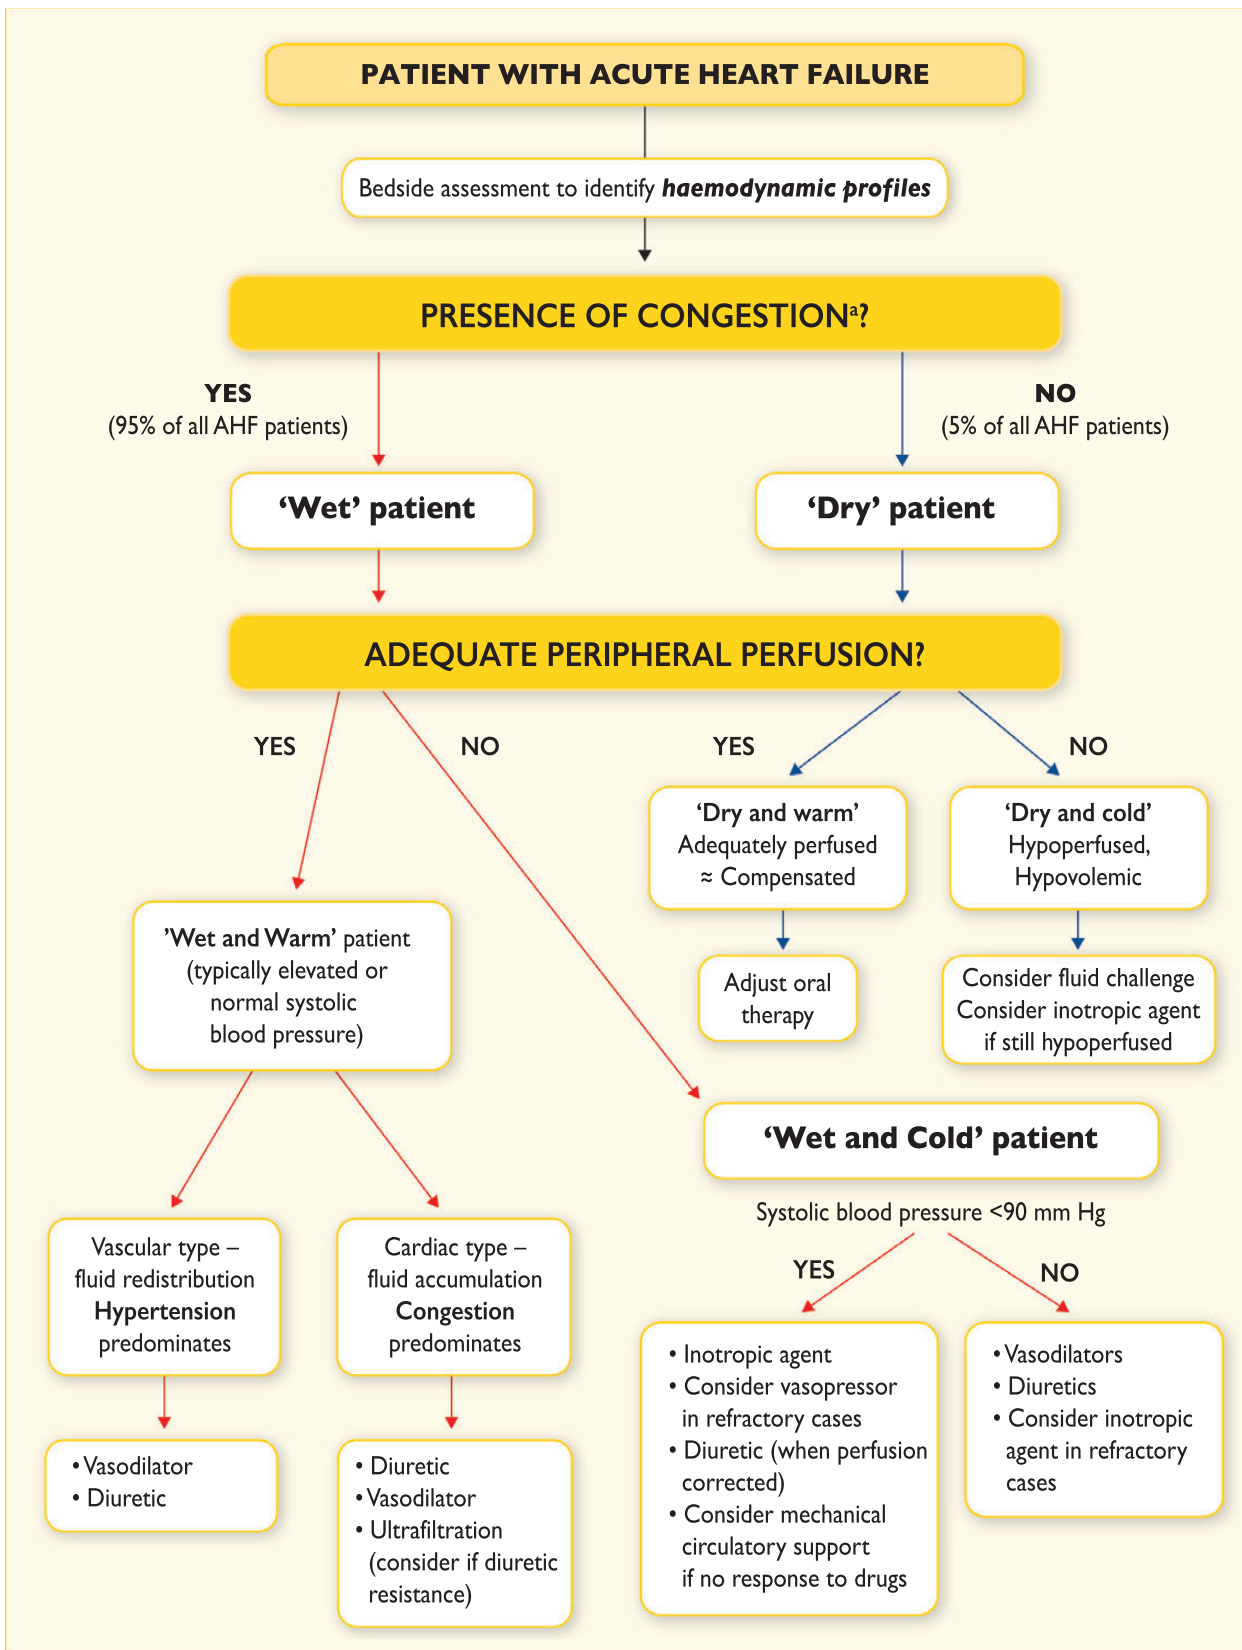 PATIENT WITH ACUTE HEART FAILURE
Bedside assessment to identify haemodynamic profiles
PRESENCE OF CONGESTIONª?
YES
(95% of all AHF patients)
NO
(5% of all AHF patients)
‘Wet’ patient
‘Dry’ patient
ADEQUATE PERIPHERAL PERFUSION?
YES
NO
YES
NO
‘Dry and warm’
Adequately perfused
≈ Compensated
‘Dry and cold’
Hypoperfused,
Hypovolemic
’Wet and Warm’ patient
(typically elevated or
normal systolic
blood pressure)
Adjust oral
therapy
Consider fluid challenge
Consider inotropic agent
if still hypoperfused
‘Wet and Cold’ patient
Systolic blood pressure <90 mm Hg
YES
NO
Vascular type –
fluid redistribution
Hypertension
predominates
Cardiac type –
fluid accumulation
Congestion
predominates
• Vasodilator
• Diuretic
• Diuretic
• Vasodilator
• Ultrafiltration
(consider if diuretic
resistance)
• Inotropic agent
• Consider vasopressor
in refractory cases
• Diuretic (when perfusion
corrected)
• Consider mechanical
circulatory support
if no response to drugs
• Vasodilators
• Diuretics
• Consider inotropic
agent in refractory
cases